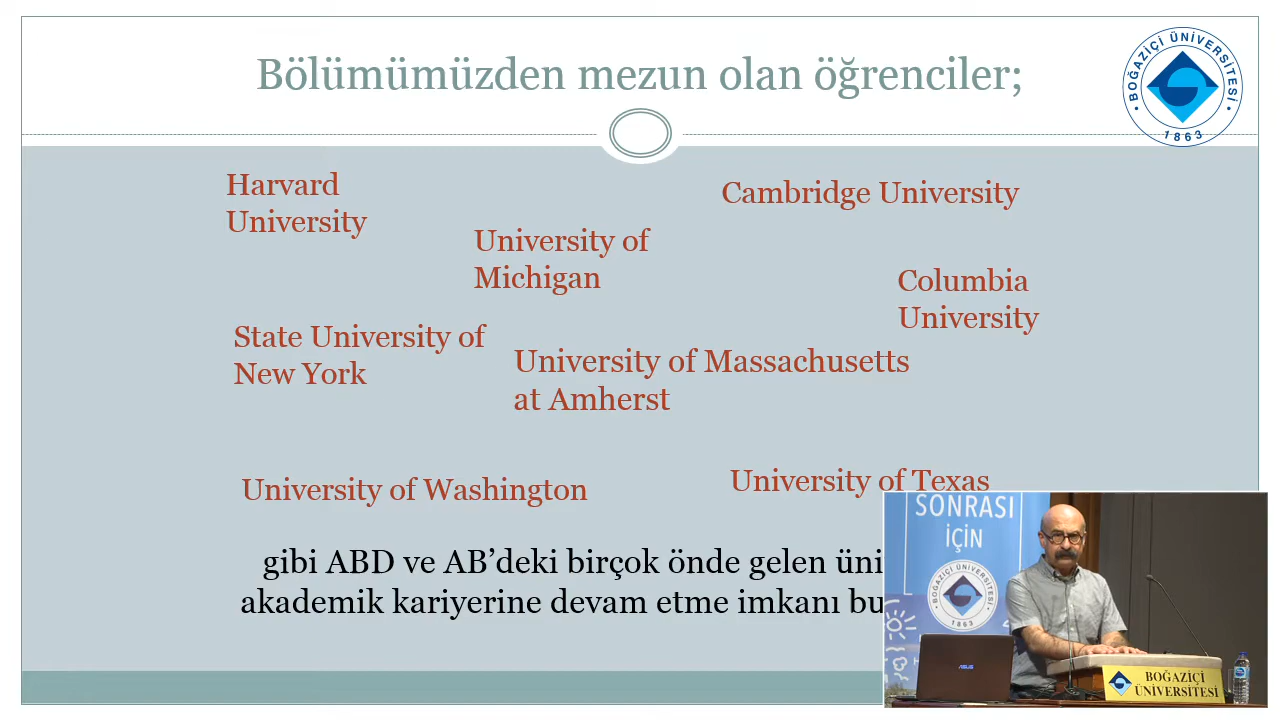 Bölümümüzden mezun olan öğrenciler;
BOĞAZİÇİ ÜNİVERSİTESİ
1863
Harvard
University
Cambridge University
University of
Michigan
Columbia
University
State University of
New York
University of Massachusetts
at Amherst
University of Washington
University of Texas
gibi ABD ve AB'deki birçok önde gelen üni
akademik kariyerine devam etme imkanı bu
SONRASI
İÇİN
BOĞAZİÇİ ÜNİVERSİTESİ
1863
ASUS
BOĞAZİÇİ
ÜNİVERSİTESİ